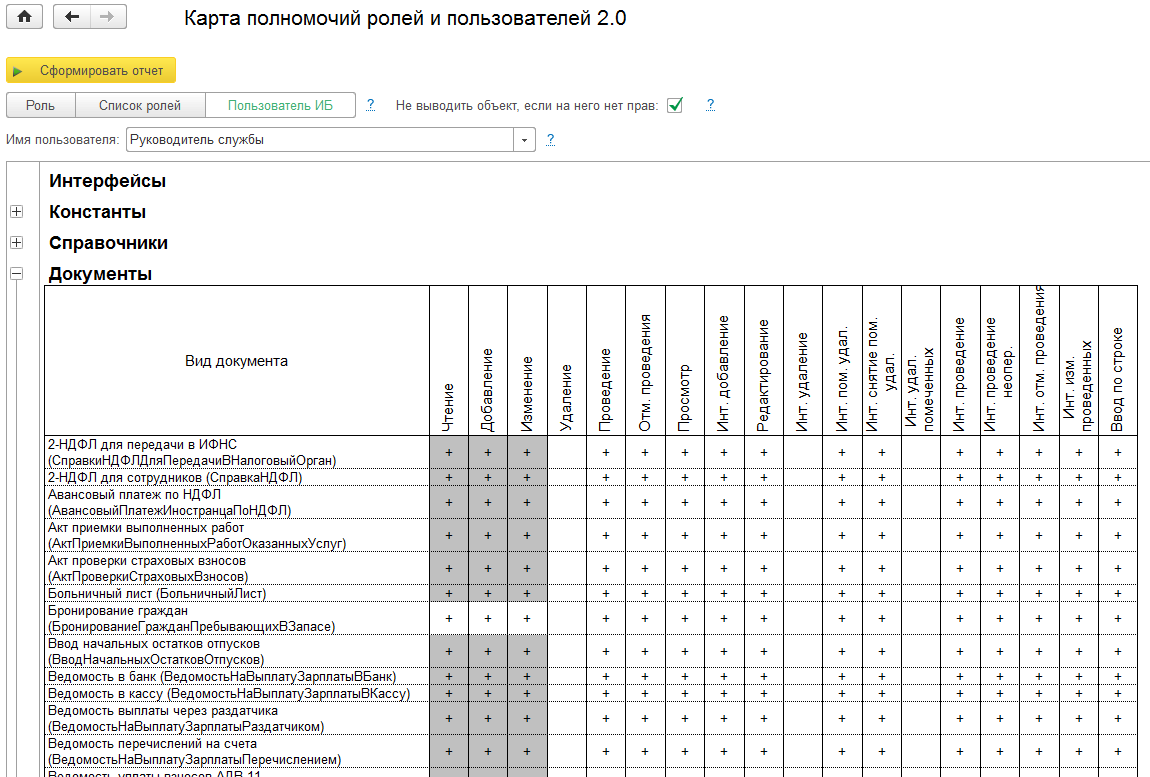 Карта полномочий ролей и пользователей 2.0
Сформировать отчет
Роль Список ролей Пользователь ИБ ? Не выводить объект, если на него нет прав: ?
Имя пользователя: Руководитель службы ?
Интерфейсы
Константы
Справочники
Документы
Вид документа
Чтение
Добавление
Изменение
Удаление
Проведение
Отм. проведения
Просмотр
Инт. добавление
Редактирование
Инт. удаление
Инт. пом. удал.
Инт. снятие пом.
удал.
Инт. удал.
помеченных
Инт. проведение
Инт. проведение
неопер.
Инт. отм. проведения
Инт. изм.
проведенных
Ввод по строке
2-НДФЛ для передачи в ИФНС
(СправкиНДФЛДляПередачиВНалоговыйОрган)
+ + + + + + + + + + + + + + +
2-НДФЛ для сотрудников (СправкаНДФЛ) + + + + + + + + + + + + + + +
Авансовый платеж по НДФЛ
(АвансовыйПлатежИностранцаПоНДФЛ)
+ + + + + + + + + + + + + + +
Акт приемки выполненных работ
(АктПриемкиВыполненныхРаботОказанныхУслуг)
+ + + + + + + + + + + + + + +
Акт проверки страховых взносов
(АктПроверкиСтраховыхВзносов)
+ + + + + + + + + + + + + + +
Больничный лист (БольничныйЛист) + + + + + + + + + + + + + + +
Бронирование граждан
(БронированиеГражданПребывающихВЗапасе)
+ + + + + + + + + + + + + + +
Ввод начальных остатков отпусков
(ВводНачальныхОстатковОтпусков)
+ + + + + + + + + + + + + + +
Ведомость в банк (ВедомостьНаВыплатуЗарплатыВБанк) + + + + + + + + + + + + + + +
Ведомость в кассу (ВедомостьНаВыплатуЗарплатыВКассу) + + + + + + + + + + + + + + +
Ведомость выплаты через раздатчика
(ВедомостьНаВыплатуЗарплатыРаздатчиком)
+ + + + + + + + + + + + + + +
Ведомость перечислений на счета
(ВедомостьНаВыплатуЗарплатыПеречислением)
+ + + + + + + + + + + + + + +
Ведомость уплаты взносов АДВ-11